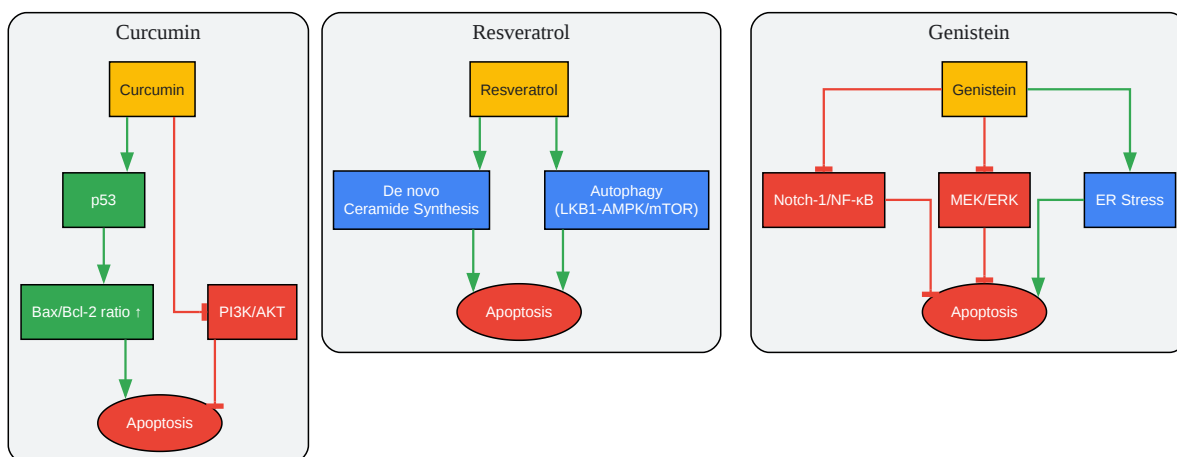 Curcumin
Curcumin
p53
Bax/Bcl-2 ratio ↑
PI3K/AKT
Apoptosis
Resveratrol
Resveratrol
De novo
Ceramide Synthesis
Autophagy
(LKB1-AMPK/mTOR)
Apoptosis
Genistein
Genistein
Notch-1/NF-κB
MEK/ERK
ER Stress
Apoptosis